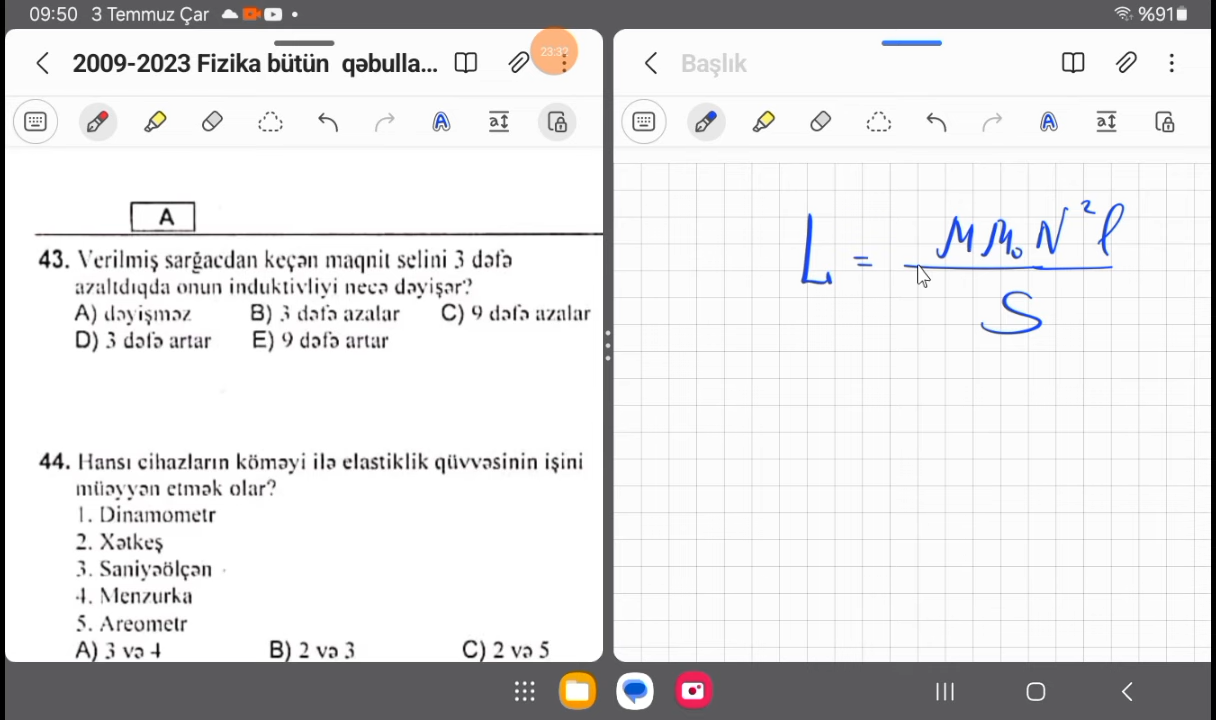 09:50 3 Temmuz Çar
%91
2009-2023 Fizika bütün qəbulla...
23:32
Başlık
A
43. Verilmiş sarğacdan keçən maqnit selini 3 dəfə
azaltdıqda onun induktivliyi necə dəyişər?
A) dəyişməz B) 3 dəfə azalar C) 9 dəfə azalar
D) 3 dəfə artar E) 9 dəfə artar
44. Hansı cihazların köməyi ilə elastiklik qüvvəsinin işini
müəyyən etmək olar?
1. Dinamometr
2. Xətkeş
3. Saniyəölçən
4. Menzurka
5. Areometr
A) 3 və 4 B) 2 və 3 C) 2 və 5
L = μμ₀N²l
S